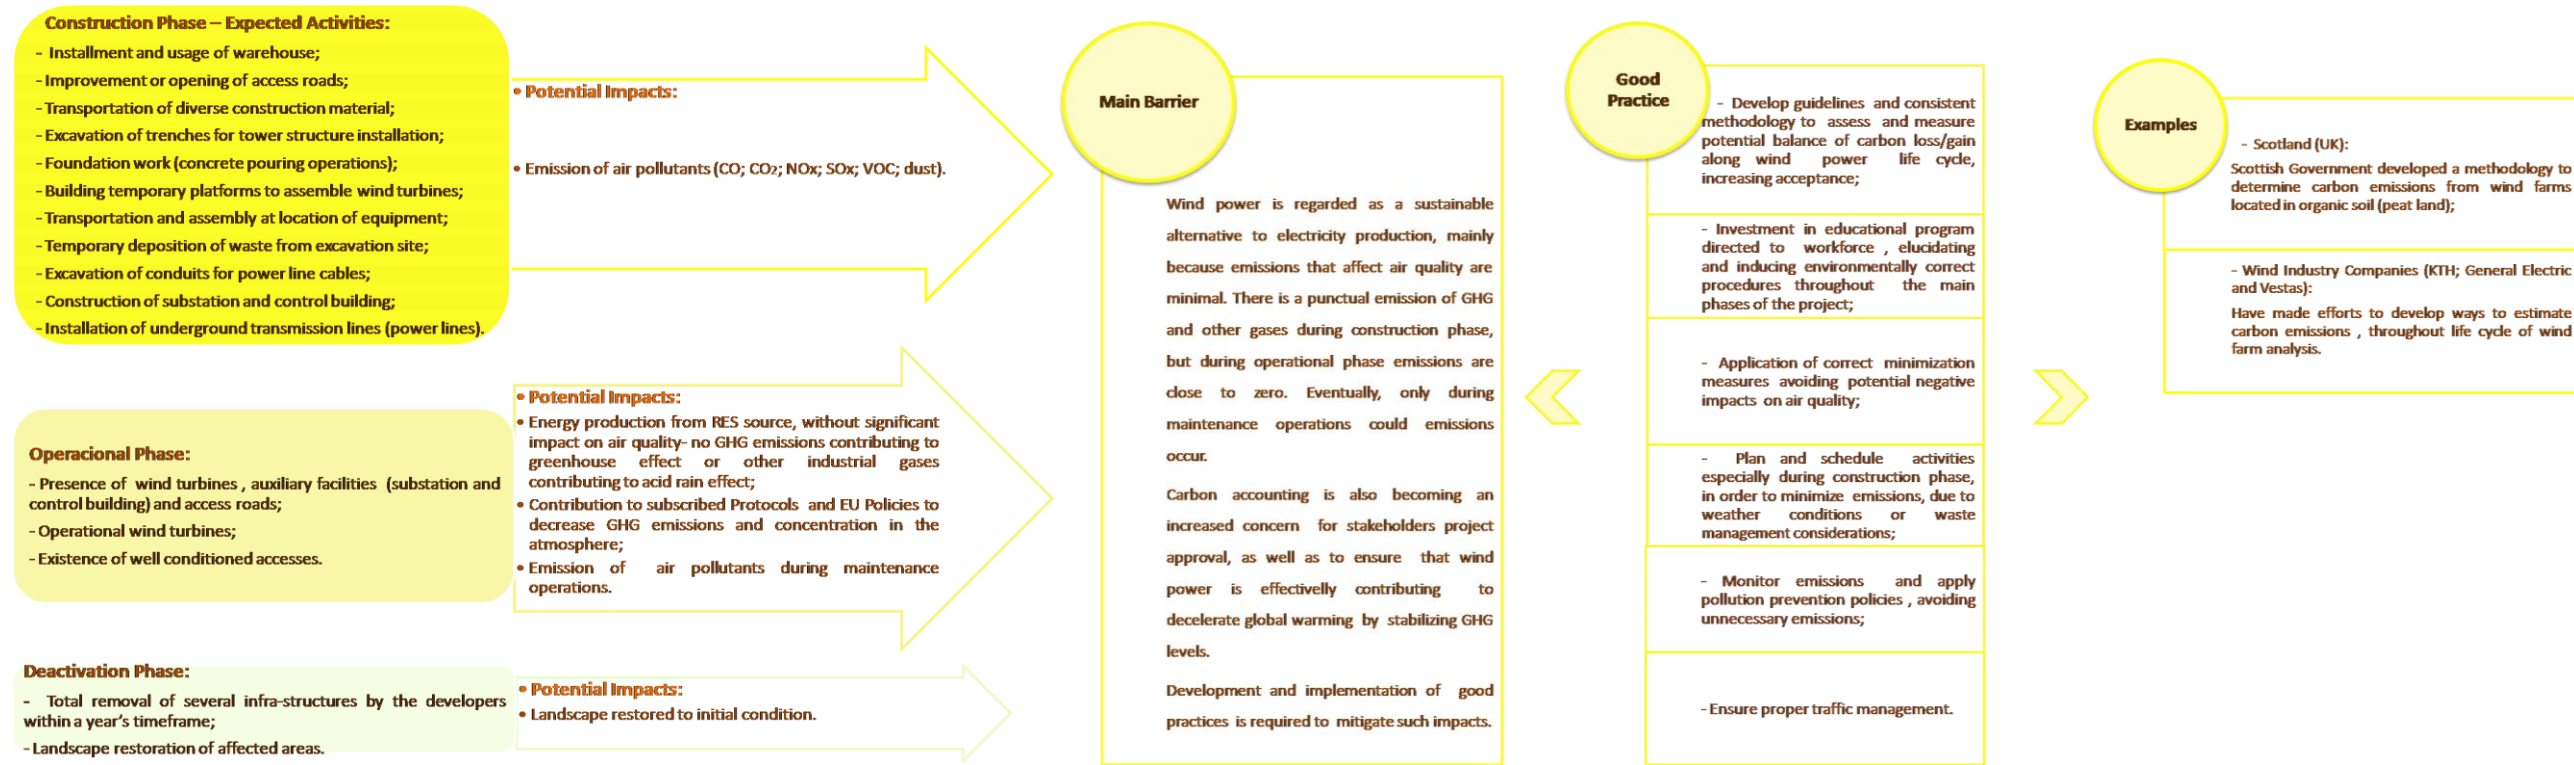 Construction Phase – Expected Activities:
- Installment and usage of warehouse;
- Improvement or opening of access roads;
- Transportation of diverse construction material;
- Excavation of trenches for tower structure installation;
- Foundation work (concrete pouring operations);
- Building temporary platforms to assemble wind turbines;
- Transportation and assembly at location of equipment;
- Temporary deposition of waste from excavation site;
- Excavation of conduits for power line cables;
- Construction of substation and control building;
- Installation of underground transmission lines (power lines).
• Potential Impacts:
• Emission of air pollutants (CO; CO2; NOx; SOx; VOC; dust).
Operacional Phase:
- Presence of wind turbines , auxiliary facilities (substation and
control building) and access roads;
- Operational wind turbines;
- Existence of well conditioned accesses.
• Potential Impacts:
• Energy production from RES source, without significant
impact on air quality- no GHG emissions contributing to
greenhouse effect or other industrial gases
contributing to acid rain effect;
• Contribution to subscribed Protocols and EU Policies to
decrease GHG emissions and concentration in the
atmosphere;
• Emission of air pollutants during maintenance
operations.
Deactivation Phase:
- Total removal of several infra-structures by the developers
within a year's timeframe;
- Landscape restoration of affected areas.
• Potential Impacts:
• Landscape restored to initial condition.
Main Barrier
Wind power is regarded as a sustainable
alternative to electricity production, mainly
because emissions that affect air quality are
minimal. There is a punctual emission of GHG
and other gases during construction phase,
but during operational phase emissions are
close to zero. Eventually, only during
maintenance operations could emissions
occur.
Carbon accounting is also becoming an
increased concern for stakeholders project
approval, as well as to ensure that wind
power is effectivelly contributing to
decelerate global warming by stabilizing GHG
levels.
Development and implementation of good
practices is required to mitigate such impacts.
Good
Practice
- Develop guidelines and consistent
methodology to assess and measure
potential balance of carbon loss/gain
along wind power life cycle,
increasing acceptance;
- Investment in educational program
directed to workforce , elucidating
and inducing environmentally correct
procedures throughout the main
phases of the project;
- Application of correct minimization
measures avoiding potential negative
impacts on air quality;
- Plan and schedule activities
especially during construction phase,
in order to minimize emissions, due to
weather conditions or waste
management considerations;
- Monitor emissions and apply
pollution prevention policies , avoiding
unnecessary emissions;
- Ensure proper traffic management.
Examples
- Scotland (UK):
Scottish Government developed a methodology to
determine carbon emissions from wind farms
located in organic soil (peat land);
- Wind Industry Companies (KTH; General Electric
and Vestas):
Have made efforts to develop ways to estimate
carbon emissions , throughout life cycle of wind
farm analysis.